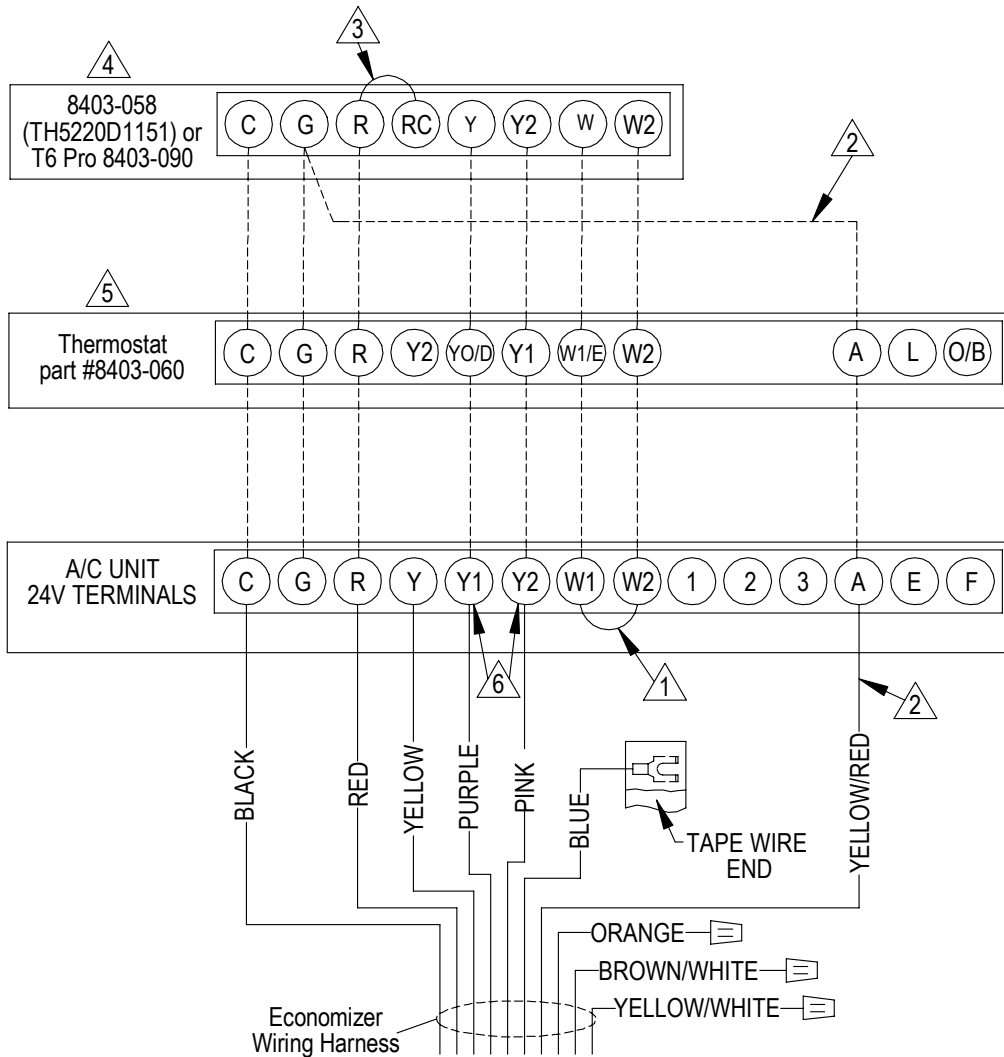 3
4
8403-058
(TH5220D1151) or
T6 Pro 8403-090
C G R RC Y Y2 W W2
2
5
Thermostat
part #8403-060
C G R Y2 YO/D Y1 W1/E W2 A L O/B
A/C UNIT
24V TERMINALS
C G R Y Y1 Y2 W1 W2 1 2 3 A E F
6
1
2
BLACK
RED
YELLOW
PURPLE
PINK
BLUE
YELLOW/RED
TAPE WIRE
END
ORANGE
BROWN/WHITE
YELLOW/WHITE
Economizer
Wiring Harness